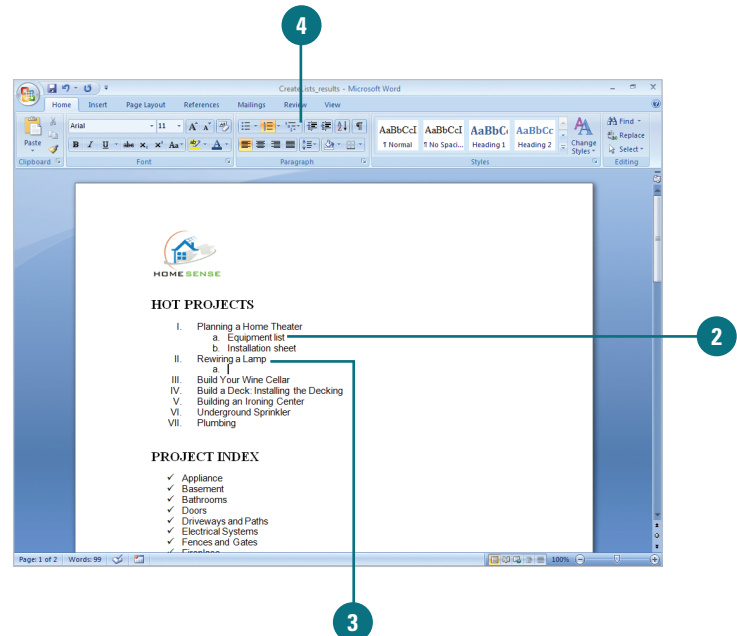 4
CreateLists_results - Microsoft Word
Home Insert Page Layout References Mailings Review View
Paste
Arial 11
AaBbCcI AaBbCcI AaBbC AaBbCc
¶ Normal ¶ No Spaci... Heading 1 Heading 2
Change Styles
Find
Replace
Select
Clipboard Font Paragraph Styles Editing
HOMESENSE
HOT PROJECTS
I. Planning a Home Theater
a. Equipment list
2
b. Installation sheet
II. Rewiring a Lamp
a.
III. Build Your Wine Cellar
IV. Build a Deck: Installing the Decking
V. Building an Ironing Center
VI. Underground Sprinkler
VII. Plumbing
PROJECT INDEX
✓ Appliance
✓ Basement
✓ Bathrooms
✓ Doors
✓ Driveways and Paths
✓ Electrical Systems
✓ Fences and Gates
✓ Fireplace
Page: 1 of 2 Words: 99 100%
3